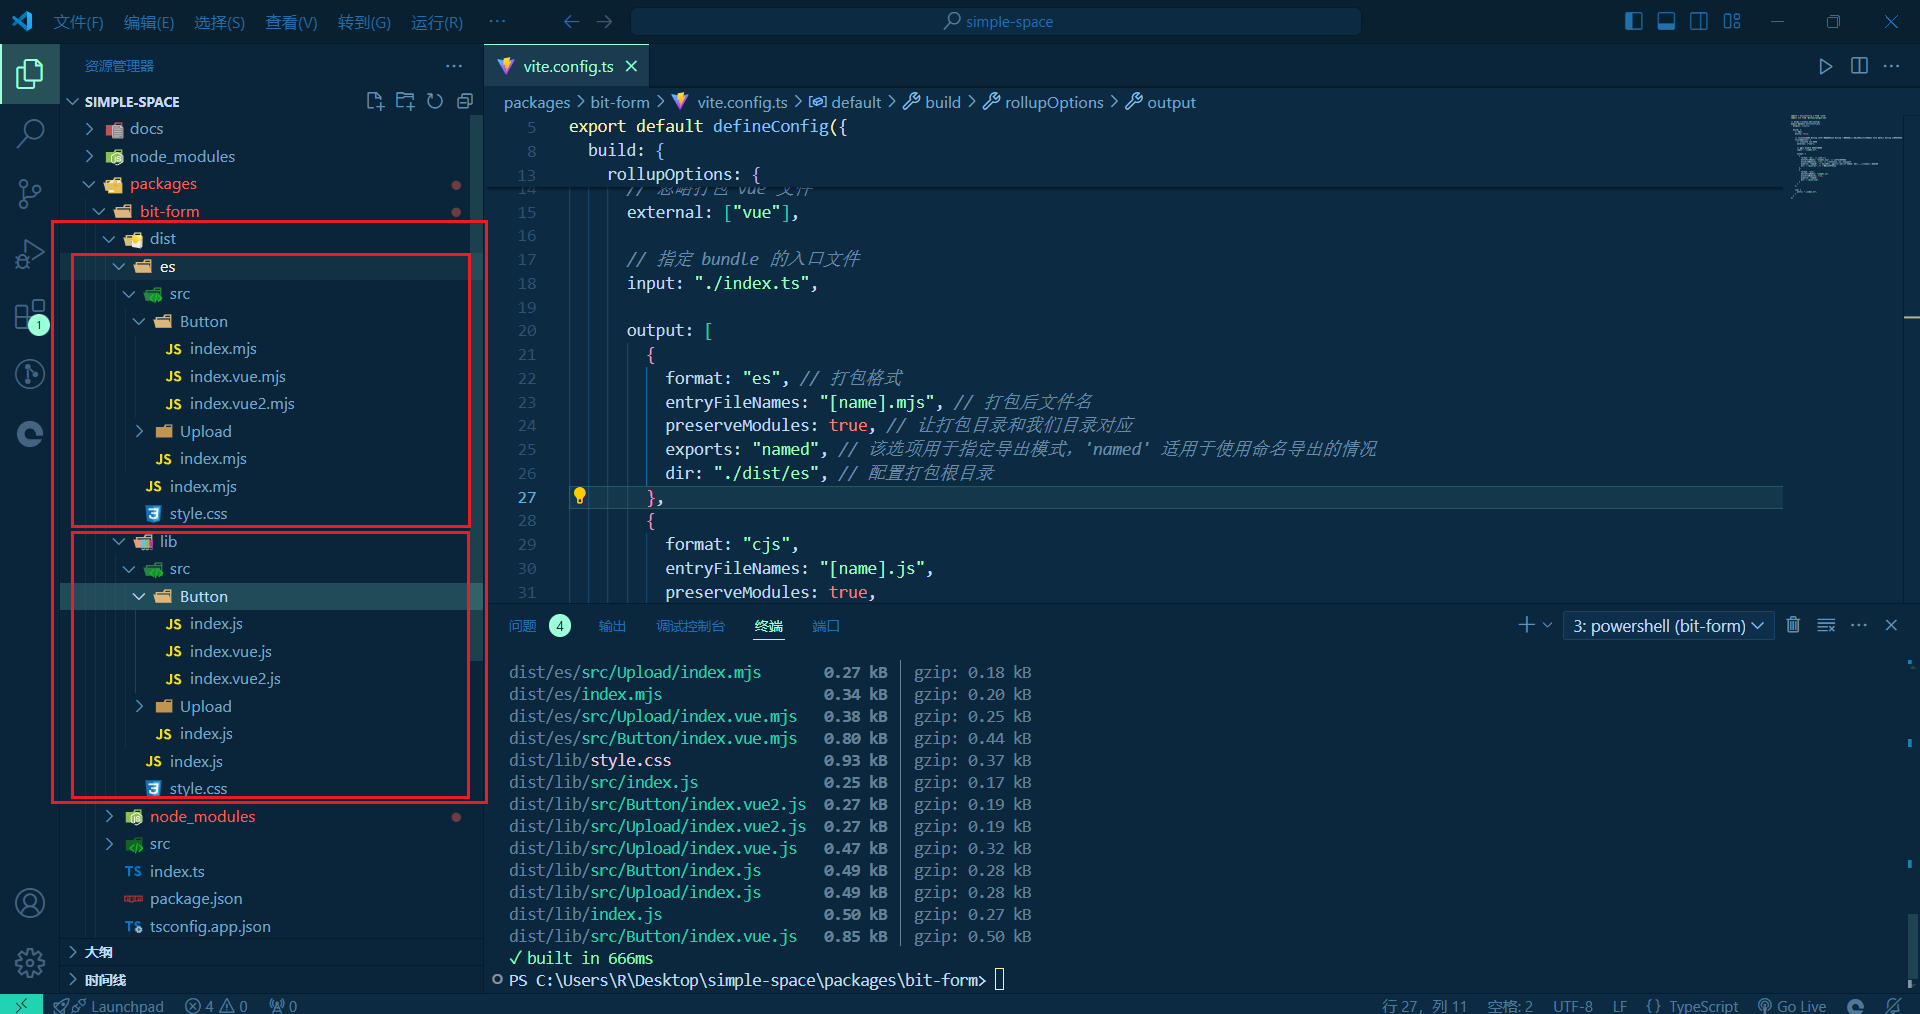 文件(F) 编辑(E) 选择(S) 查看(V) 转到(G) 运行(R) ··· simple-space
资源管理器
SIMPLE-SPACE
docs
node_modules
packages
bit-form
dist
es
src
Button
JS index.mjs
JS index.vue.mjs
JS index.vue2.mjs
Upload
JS index.mjs
JS index.mjs
style.css
lib
src
Button
JS index.js
JS index.vue.js
JS index.vue2.js
Upload
JS index.js
JS index.js
style.css
node_modules
src
TS index.ts
package.json
TS tsconfig.app.json
大纲
时间线
1
vite.config.ts
packages > bit-form > vite.config.ts > default > build > rollupOptions > output
5 export default defineConfig({
8 build: {
13 rollupOptions: {
14 // 忽略打包 vue 文件
15 external: ["vue"],
16
17 // 指定 bundle 的入口文件
18 input: "./index.ts",
19
20 output: [
21 {
22 format: "es", // 打包格式
23 entryFileNames: "[name].mjs", // 打包后文件名
24 preserveModules: true, // 让打包目录和我们目录对应
25 exports: "named", // 该选项用于指定导出模式，'named' 适用于使用命名导出的情况
26 dir: "./dist/es", // 配置打包根目录
27 },
28 {
29 format: "cjs",
30 entryFileNames: "[name].js",
31 preserveModules: true,
问题 4 输出 调试控制台 终端 端口 3: powershell (bit-form)
dist/es/src/Upload/index.mjs 0.27 kB │ gzip: 0.18 kB
dist/es/index.mjs 0.34 kB │ gzip: 0.20 kB
dist/es/src/Upload/index.vue.mjs 0.38 kB │ gzip: 0.25 kB
dist/es/src/Button/index.vue.mjs 0.80 kB │ gzip: 0.44 kB
dist/lib/style.css 0.93 kB │ gzip: 0.37 kB
dist/lib/src/index.js 0.25 kB │ gzip: 0.17 kB
dist/lib/src/Button/index.vue2.js 0.27 kB │ gzip: 0.19 kB
dist/lib/src/Upload/index.vue2.js 0.27 kB │ gzip: 0.19 kB
dist/lib/src/Upload/index.vue.js 0.47 kB │ gzip: 0.32 kB
dist/lib/src/Button/index.js 0.49 kB │ gzip: 0.28 kB
dist/lib/src/Upload/index.js 0.49 kB │ gzip: 0.28 kB
dist/lib/index.js 0.50 kB │ gzip: 0.27 kB
dist/lib/src/Button/index.vue.js 0.85 kB │ gzip: 0.50 kB
✓ built in 666ms
PS C:\Users\R\Desktop\simple-space\packages\bit-form>
Launchpad 4 0 0 行 27，列 11 空格: 2 UTF-8 LF {} TypeScript Go Live